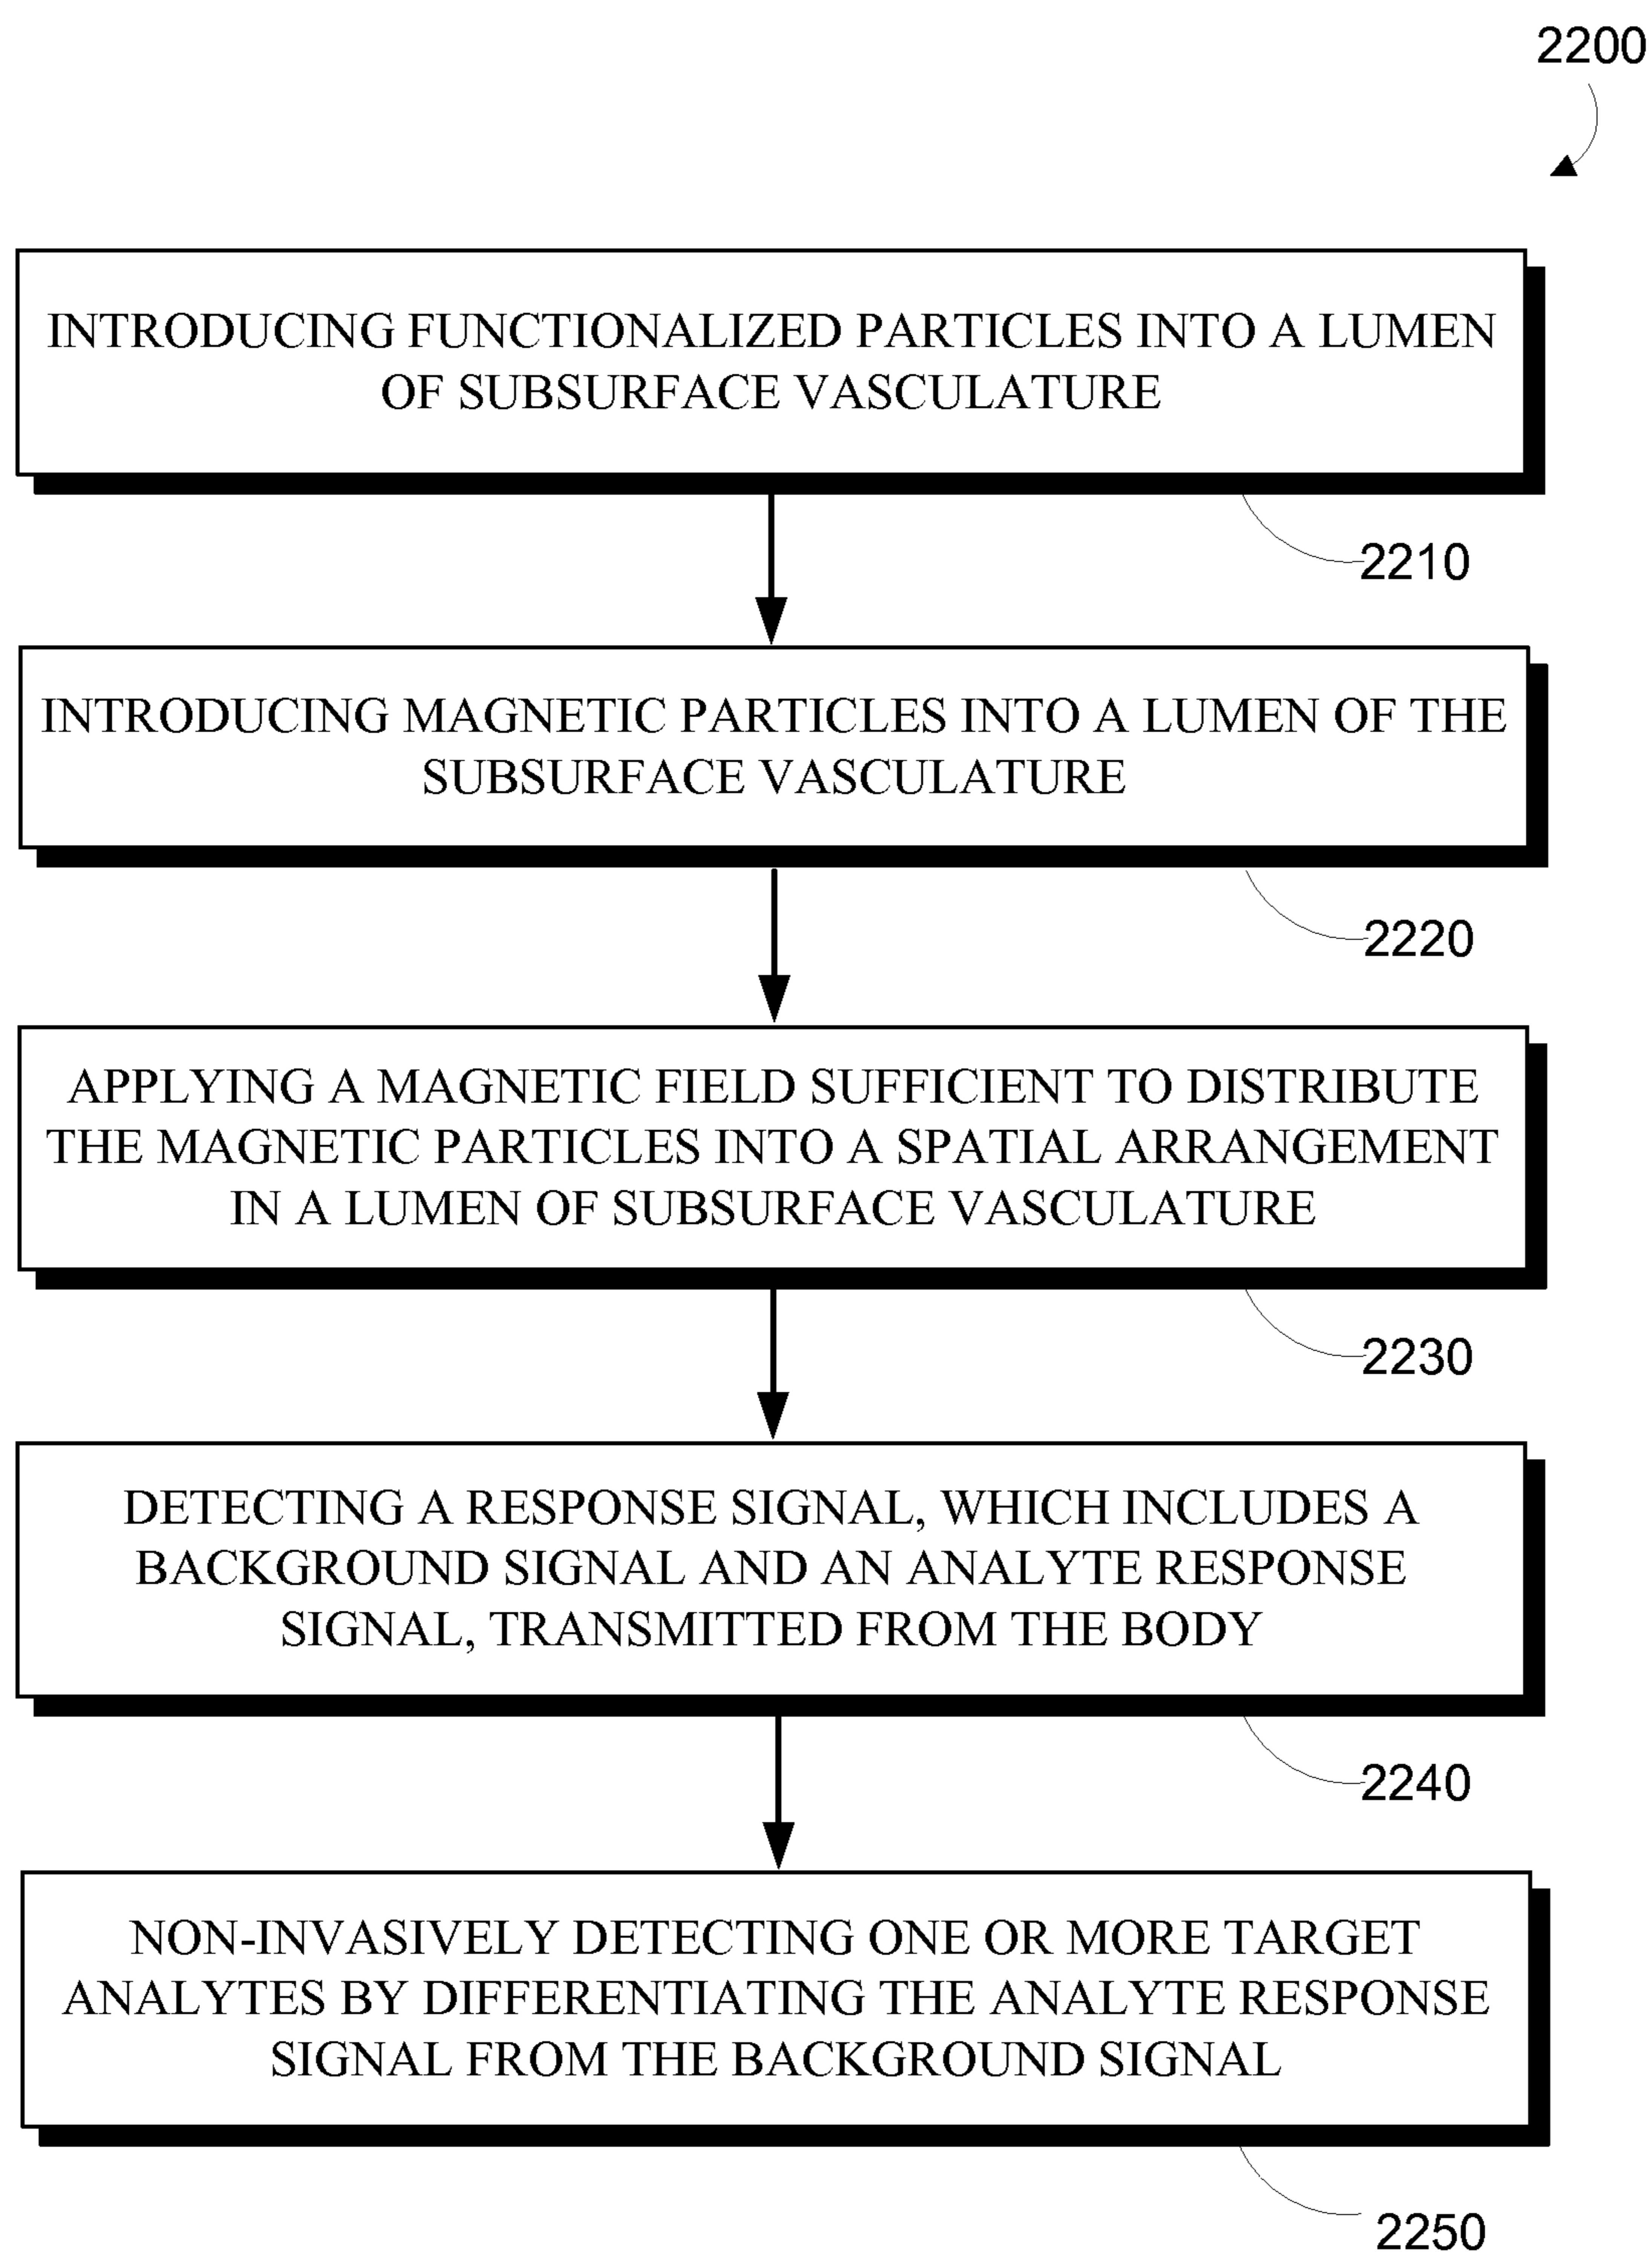 2200
INTRODUCING FUNCTIONALIZED PARTICLES INTO A LUMEN
OF SUBSURFACE VASCULATURE
2210
INTRODUCING MAGNETIC PARTICLES INTO A LUMEN OF THE
SUBSURFACE VASCULATURE
2220
APPLYING A MAGNETIC FIELD SUFFICIENT TO DISTRIBUTE
THE MAGNETIC PARTICLES INTO A SPATIAL ARRANGEMENT
IN A LUMEN OF SUBSURFACE VASCULATURE
2230
DETECTING A RESPONSE SIGNAL, WHICH INCLUDES A
BACKGROUND SIGNAL AND AN ANALYTE RESPONSE
SIGNAL, TRANSMITTED FROM THE BODY
2240
NON-INVASIVELY DETECTING ONE OR MORE TARGET
ANALYTES BY DIFFERENTIATING THE ANALYTE RESPONSE
SIGNAL FROM THE BACKGROUND SIGNAL
2250